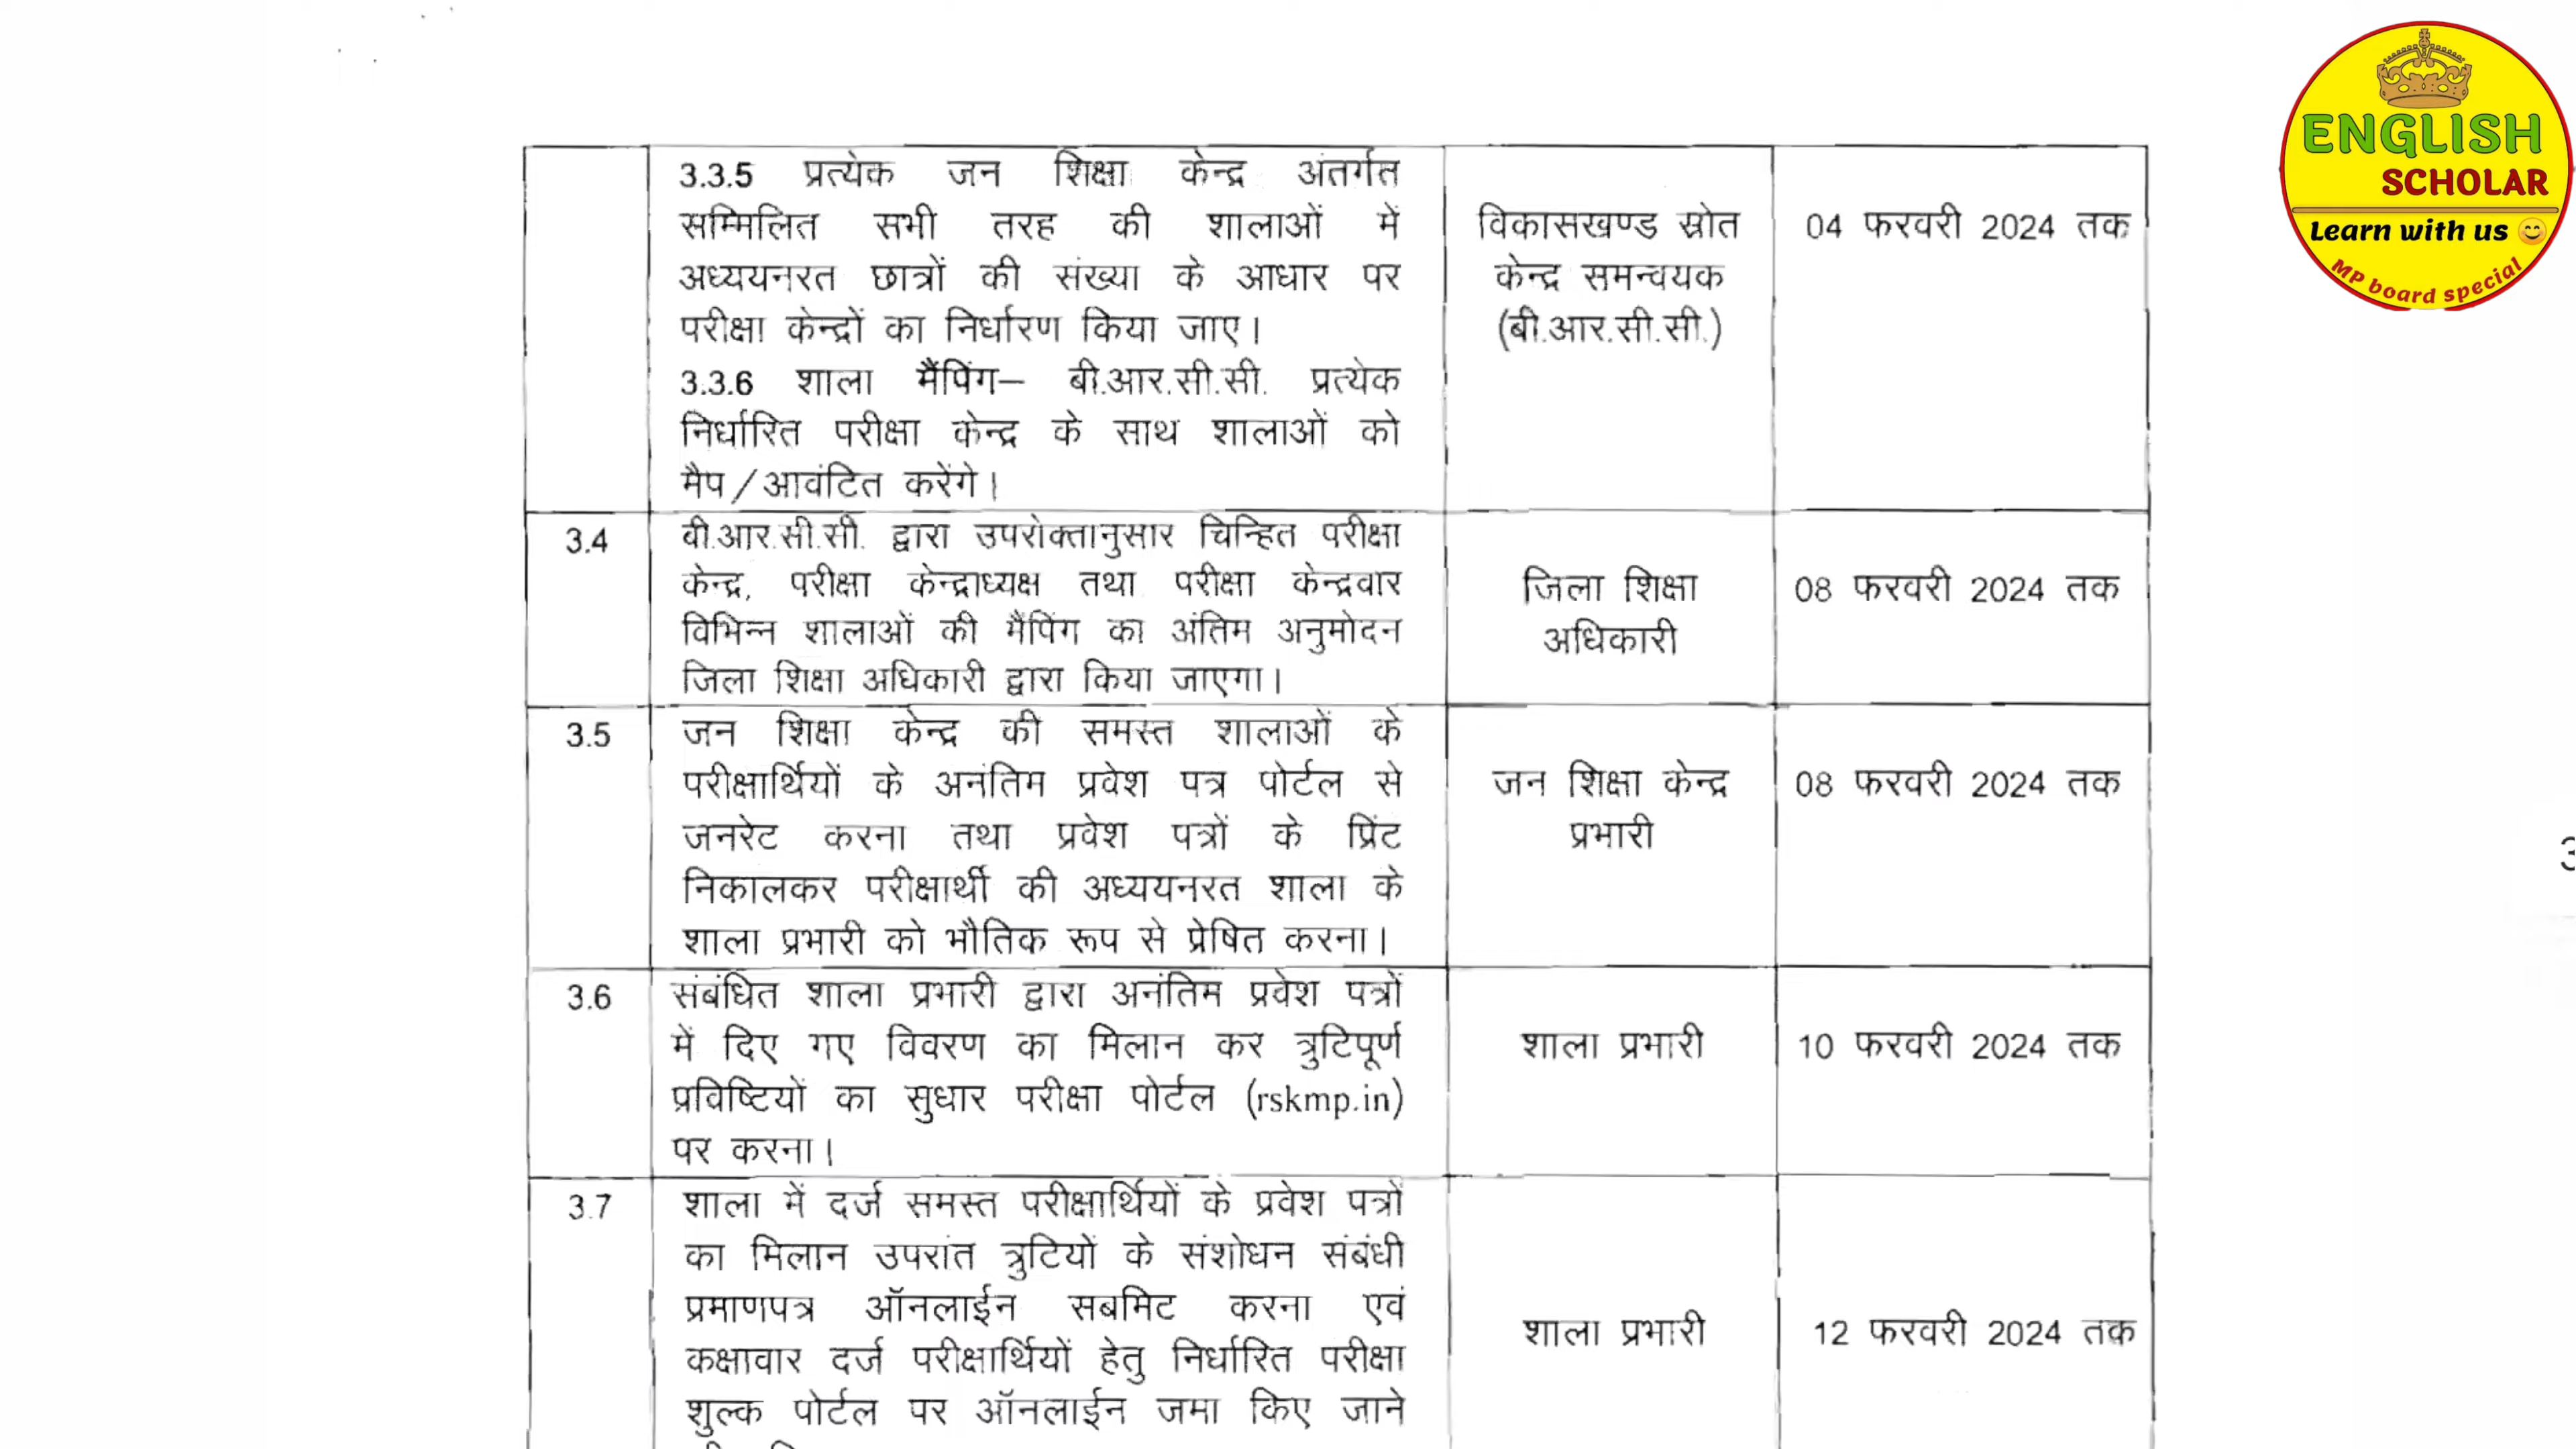 ENGLISH
SCHOLAR
Learn with us
MP board special
3.3.5 प्रत्येक जन शिक्षा केन्द्र अंतर्गत
सम्मिलित सभी तरह की शालाओं में
अध्ययनरत छात्रों की संख्या के आधार पर
परीक्षा केन्द्रों का निर्धारण किया जाए।
3.3.6 शाला मैंपिंग– बी.आर.सी.सी. प्रत्येक
निर्धारित परीक्षा केन्द्र के साथ शालाओं को
मैप/आवंटित करेंगे।
विकासखण्ड स्रोत
केन्द्र समन्वयक
(बी.आर.सी.सी.)
04 फरवरी 2024 तक
3.4
बी.आर.सी.सी. द्वारा उपरोक्तानुसार चिन्हित परीक्षा
केन्द्र, परीक्षा केन्द्राध्यक्ष तथा परीक्षा केन्द्रवार
विभिन्न शालाओं की मैंपिंग का अंतिम अनुमोदन
जिला शिक्षा अधिकारी द्वारा किया जाएगा।
जिला शिक्षा
अधिकारी
08 फरवरी 2024 तक
3.5
जन शिक्षा केन्द्र की समस्त शालाओं के
परीक्षार्थियों के अनंतिम प्रवेश पत्र पोर्टल से
जनरेट करना तथा प्रवेश पत्रों के प्रिंट
निकालकर परीक्षार्थी की अध्ययनरत शाला के
शाला प्रभारी को भौतिक रूप से प्रेषित करना।
जन शिक्षा केन्द्र
प्रभारी
08 फरवरी 2024 तक
3.6
संबंधित शाला प्रभारी द्वारा अनंतिम प्रवेश पत्रों
में दिए गए विवरण का मिलान कर त्रुटिपूर्ण
प्रविष्टियों का सुधार परीक्षा पोर्टल (rskmp.in)
पर करना।
शाला प्रभारी
10 फरवरी 2024 तक
3.7
शाला में दर्ज समस्त परीक्षार्थियों के प्रवेश पत्रों
का मिलान उपरांत त्रुटियों के संशोधन संबंधी
प्रमाणपत्र ऑनलाईन सबमिट करना एवं
कक्षावार दर्ज परीक्षार्थियों हेतु निर्धारित परीक्षा
शुल्क पोर्टल पर ऑनलाईन जमा किए जाने
शाला प्रभारी
12 फरवरी 2024 तक